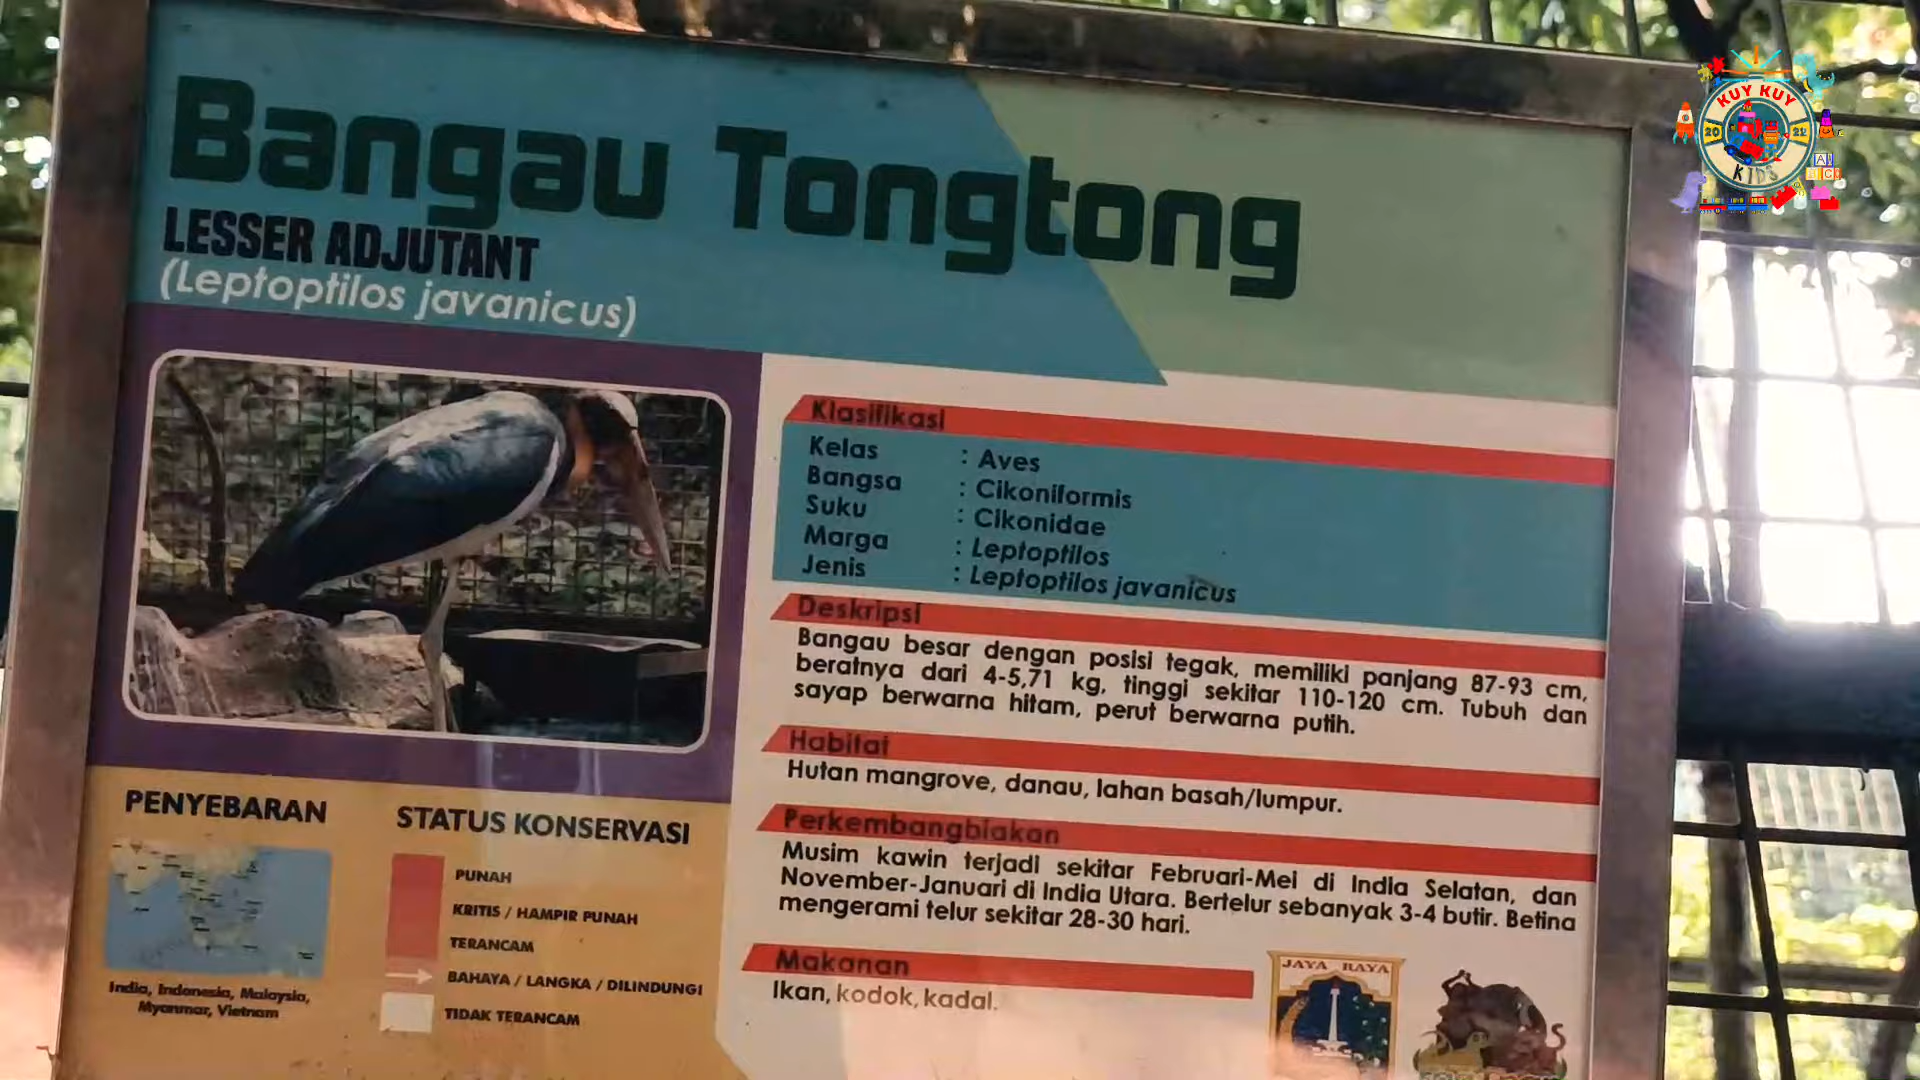 Bangau Tongtong
LESSER ADJUTANT
(Leptoptilos javanicus)
KUY KUY
20 22
KIDS
Klasifikasi
Kelas : Aves
Bangsa : Cikoniformis
Suku : Cikonidae
Marga : Leptoptilos
Jenis : Leptoptilos javanicus
Deskripsi
Bangau besar dengan posisi tegak, memiliki panjang 87-93 cm,
beratnya dari 4-5,71 kg, tinggi sekitar 110-120 cm. Tubuh dan
sayap berwarna hitam, perut berwarna putih.
Habitat
Hutan mangrove, danau, lahan basah/lumpur.
Perkembangbiakan
Musim kawin terjadi sekitar Februari-Mei di India Selatan, dan
November-Januari di India Utara. Bertelur sebanyak 3-4 butir. Betina
mengerami telur sekitar 28-30 hari.
Makanan
Ikan, kodok, kadal.
JAYA RAYA
PENYEBARAN
India, Indonesia, Malaysia,
Myanmar, Vietnam
STATUS KONSERVASI
PUNAH
KRITIS / HAMPIR PUNAH
TERANCAM
BAHAYA / LANGKA / DILINDUNGI
TIDAK TERANCAM